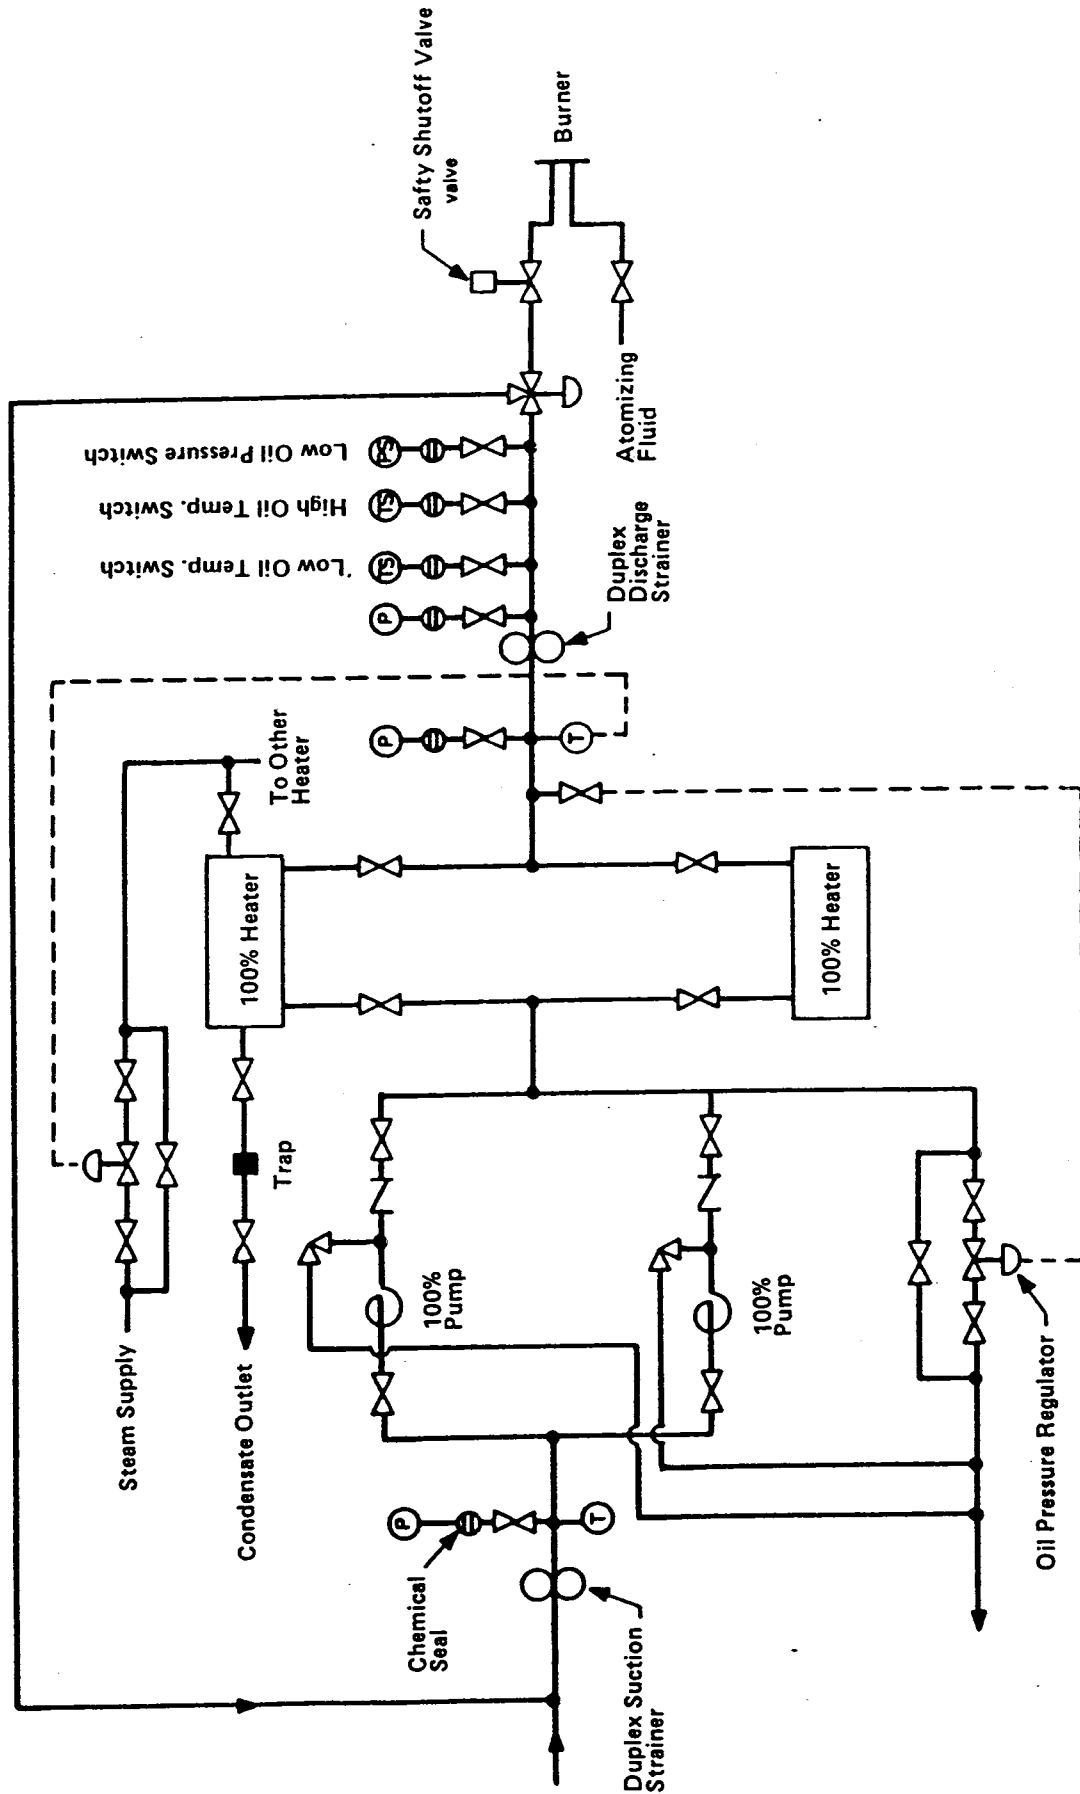 Steam Supply
Condensate Outlet
Trap
100% Heater
To Other
Heater
'Low Oil Temp. Switch
High Oil Temp. Switch
Low Oil Pressure Switch
P
P
TS
TS
PS
Safty Shutoff Valve
valve
Burner
Atomizing
Fluid
Duplex
Discharge
Strainer
T
100% Heater
100%
Pump
100%
Pump
P
T
Chemical
Seal
Duplex Suction
Strainer
Oil Pressure Regulator